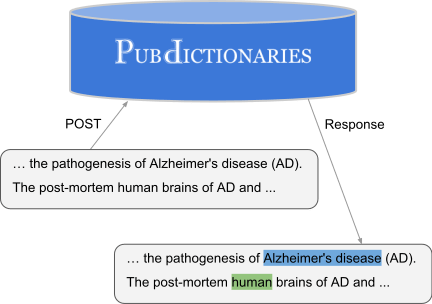 PubDictionaries
POST
Response
… the pathogenesis of Alzheimer's disease (AD).
The post-mortem human brains of AD and ...
… the pathogenesis of Alzheimer's disease (AD).
The post-mortem human brains of AD and ...